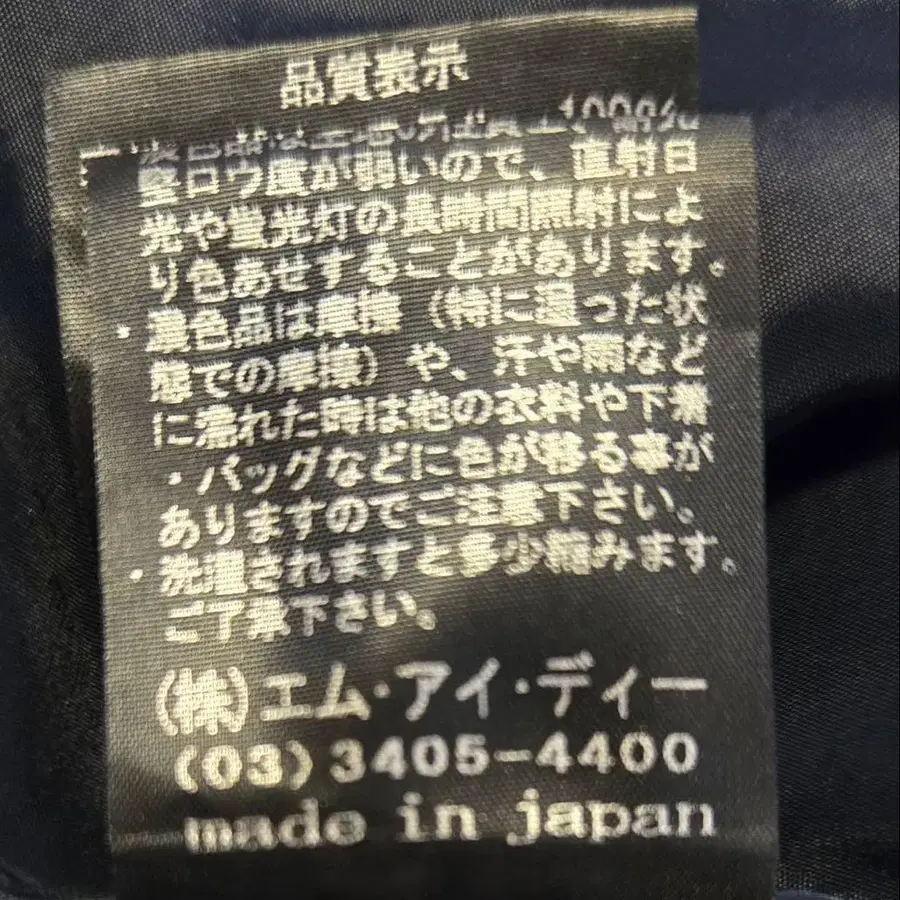 品質表示
堅ロウ度が弱いので、直射日
光や蛍光灯の長時間照射によ
り色あせすることがあります。
・濃色品は摩擦（特に湿った状
態での摩擦）や、汗や雨など
に濡れた時は他の衣料や下着
・バッグなどに色が移る事が
ありますのでご注意下さい。
・洗濯されますと多少縮みます。
ご了承下さい。
(株)エム・アイ・ディー
(03)3405-4400
made in japan